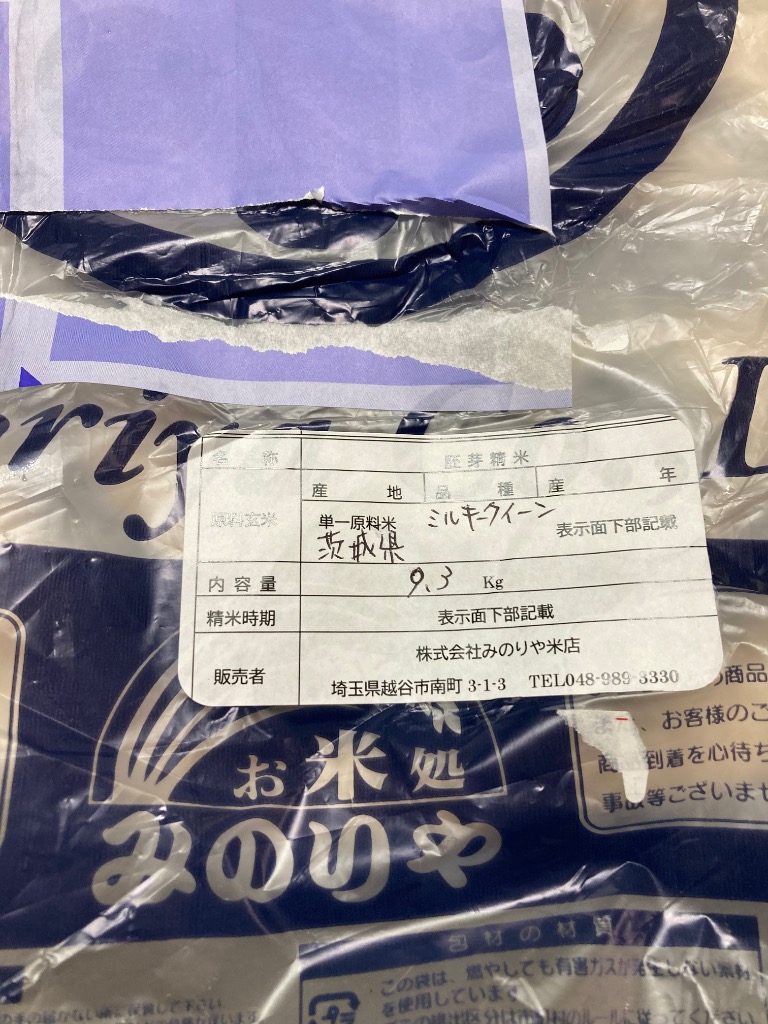 名称 胚芽精米
原料玄米 産地 品種 産年
単一原料米 ミルキークイーン 表示面下部記載
茨城県
内容量 9.3 Kg
精米時期 表示面下部記載
販売者 株式会社みのりや米店
埼玉県越谷市南町 3-1-3 TEL048-989-3330
商品
お米処
みのりや
、お客様のご
到着を心待ち
事故等ございませ
包材の材質
この袋は、燃やしても有害ガスが発生しない素材
を使用しています